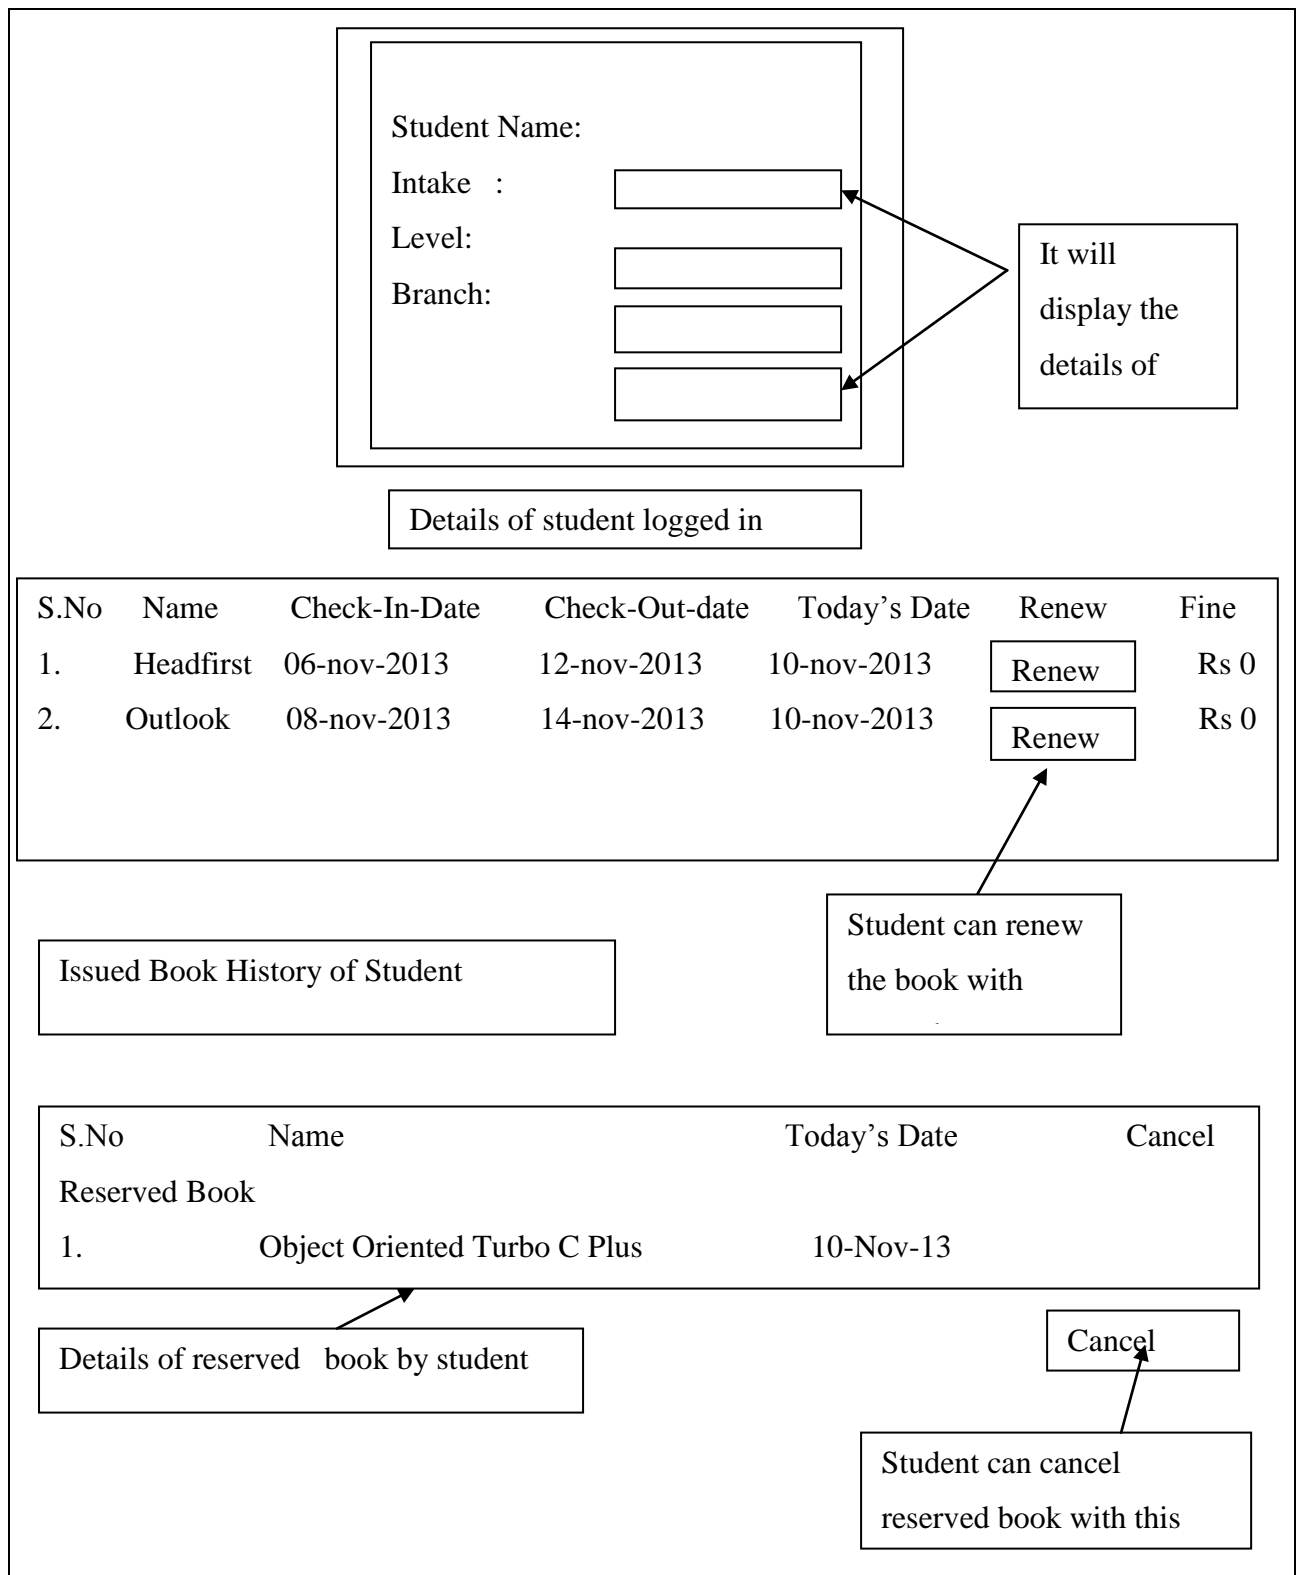 Student Name:
Intake :
Level:
Branch:
It will
display the
details of
Details of student logged in
S.No Name Check-In-Date Check-Out-date Today's Date Renew Fine
1. Headfirst 06-nov-2013 12-nov-2013 10-nov-2013 Renew Rs 0
2. Outlook 08-nov-2013 14-nov-2013 10-nov-2013 Renew Rs 0
Student can renew
the book with
Issued Book History of Student
S.No Name Today's Date Cancel
Reserved Book
1. Object Oriented Turbo C Plus 10-Nov-13
Details of reserved book by student
Cancel
Student can cancel
reserved book with this